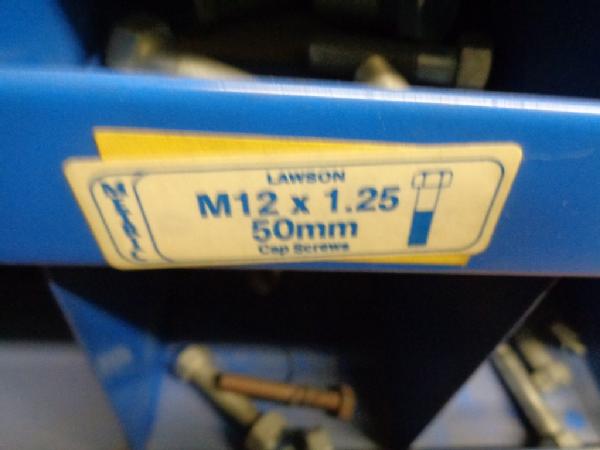 METRIC
LAWSON
M12 x 1.25
50mm
Cap Screws